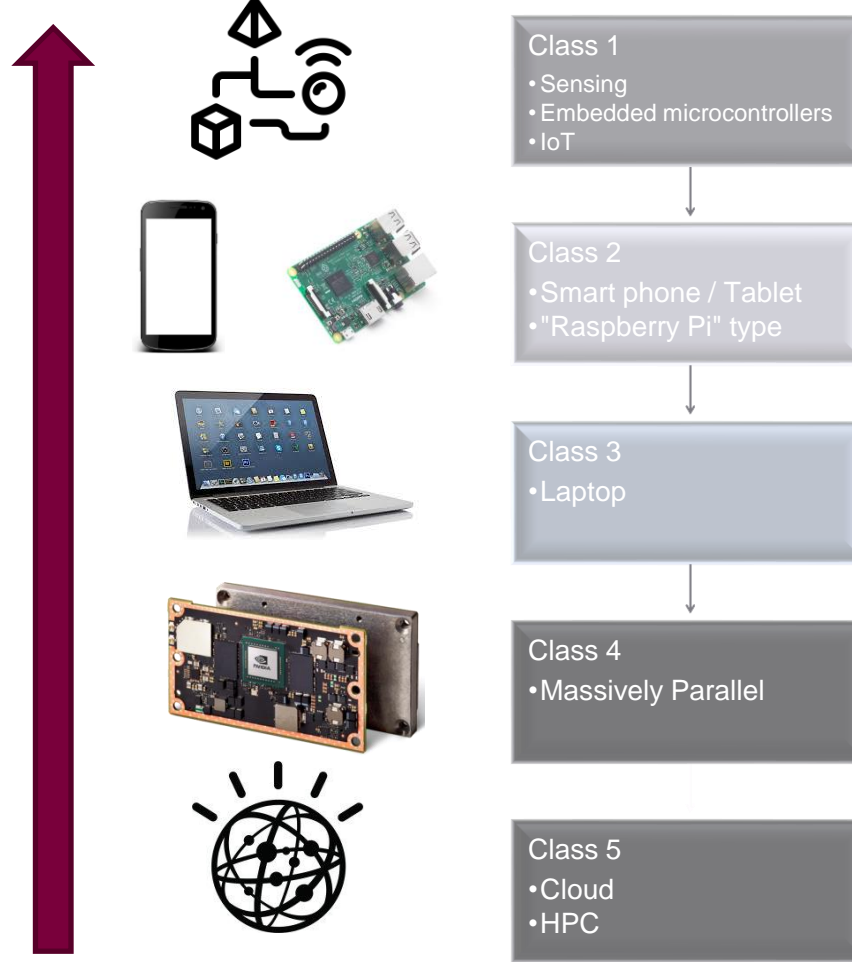 Class 1
•Sensing
•Embedded microcontrollers
•IoT
Class 2
•Smart phone / Tablet
•"Raspberry Pi" type
Class 3
•Laptop
NVIDIA
Class 4
•Massively Parallel
Class 5
•Cloud
•HPC